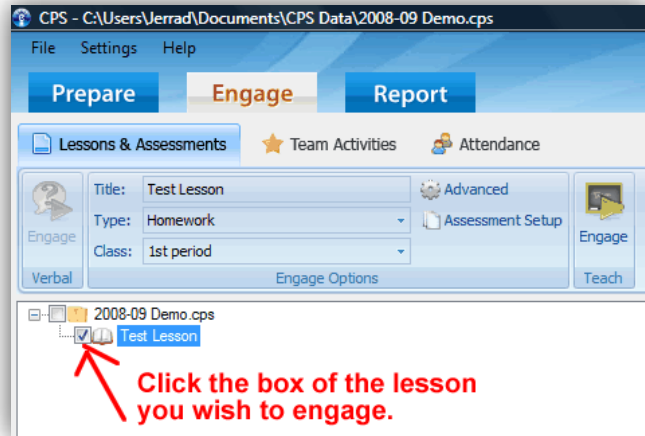 CPS - C:\Users\Jerrad\Documents\CPS Data\2008-09 Demo.cps
File Settings Help
Prepare Engage Report
Lessons & Assessments Team Activities Attendance
Title: Test Lesson Advanced
Type: Homework Assessment Setup
Engage Class: 1st period Engage
Verbal Engage Options Teach
2008-09 Demo.cps
Test Lesson
Click the box of the lesson
you wish to engage.